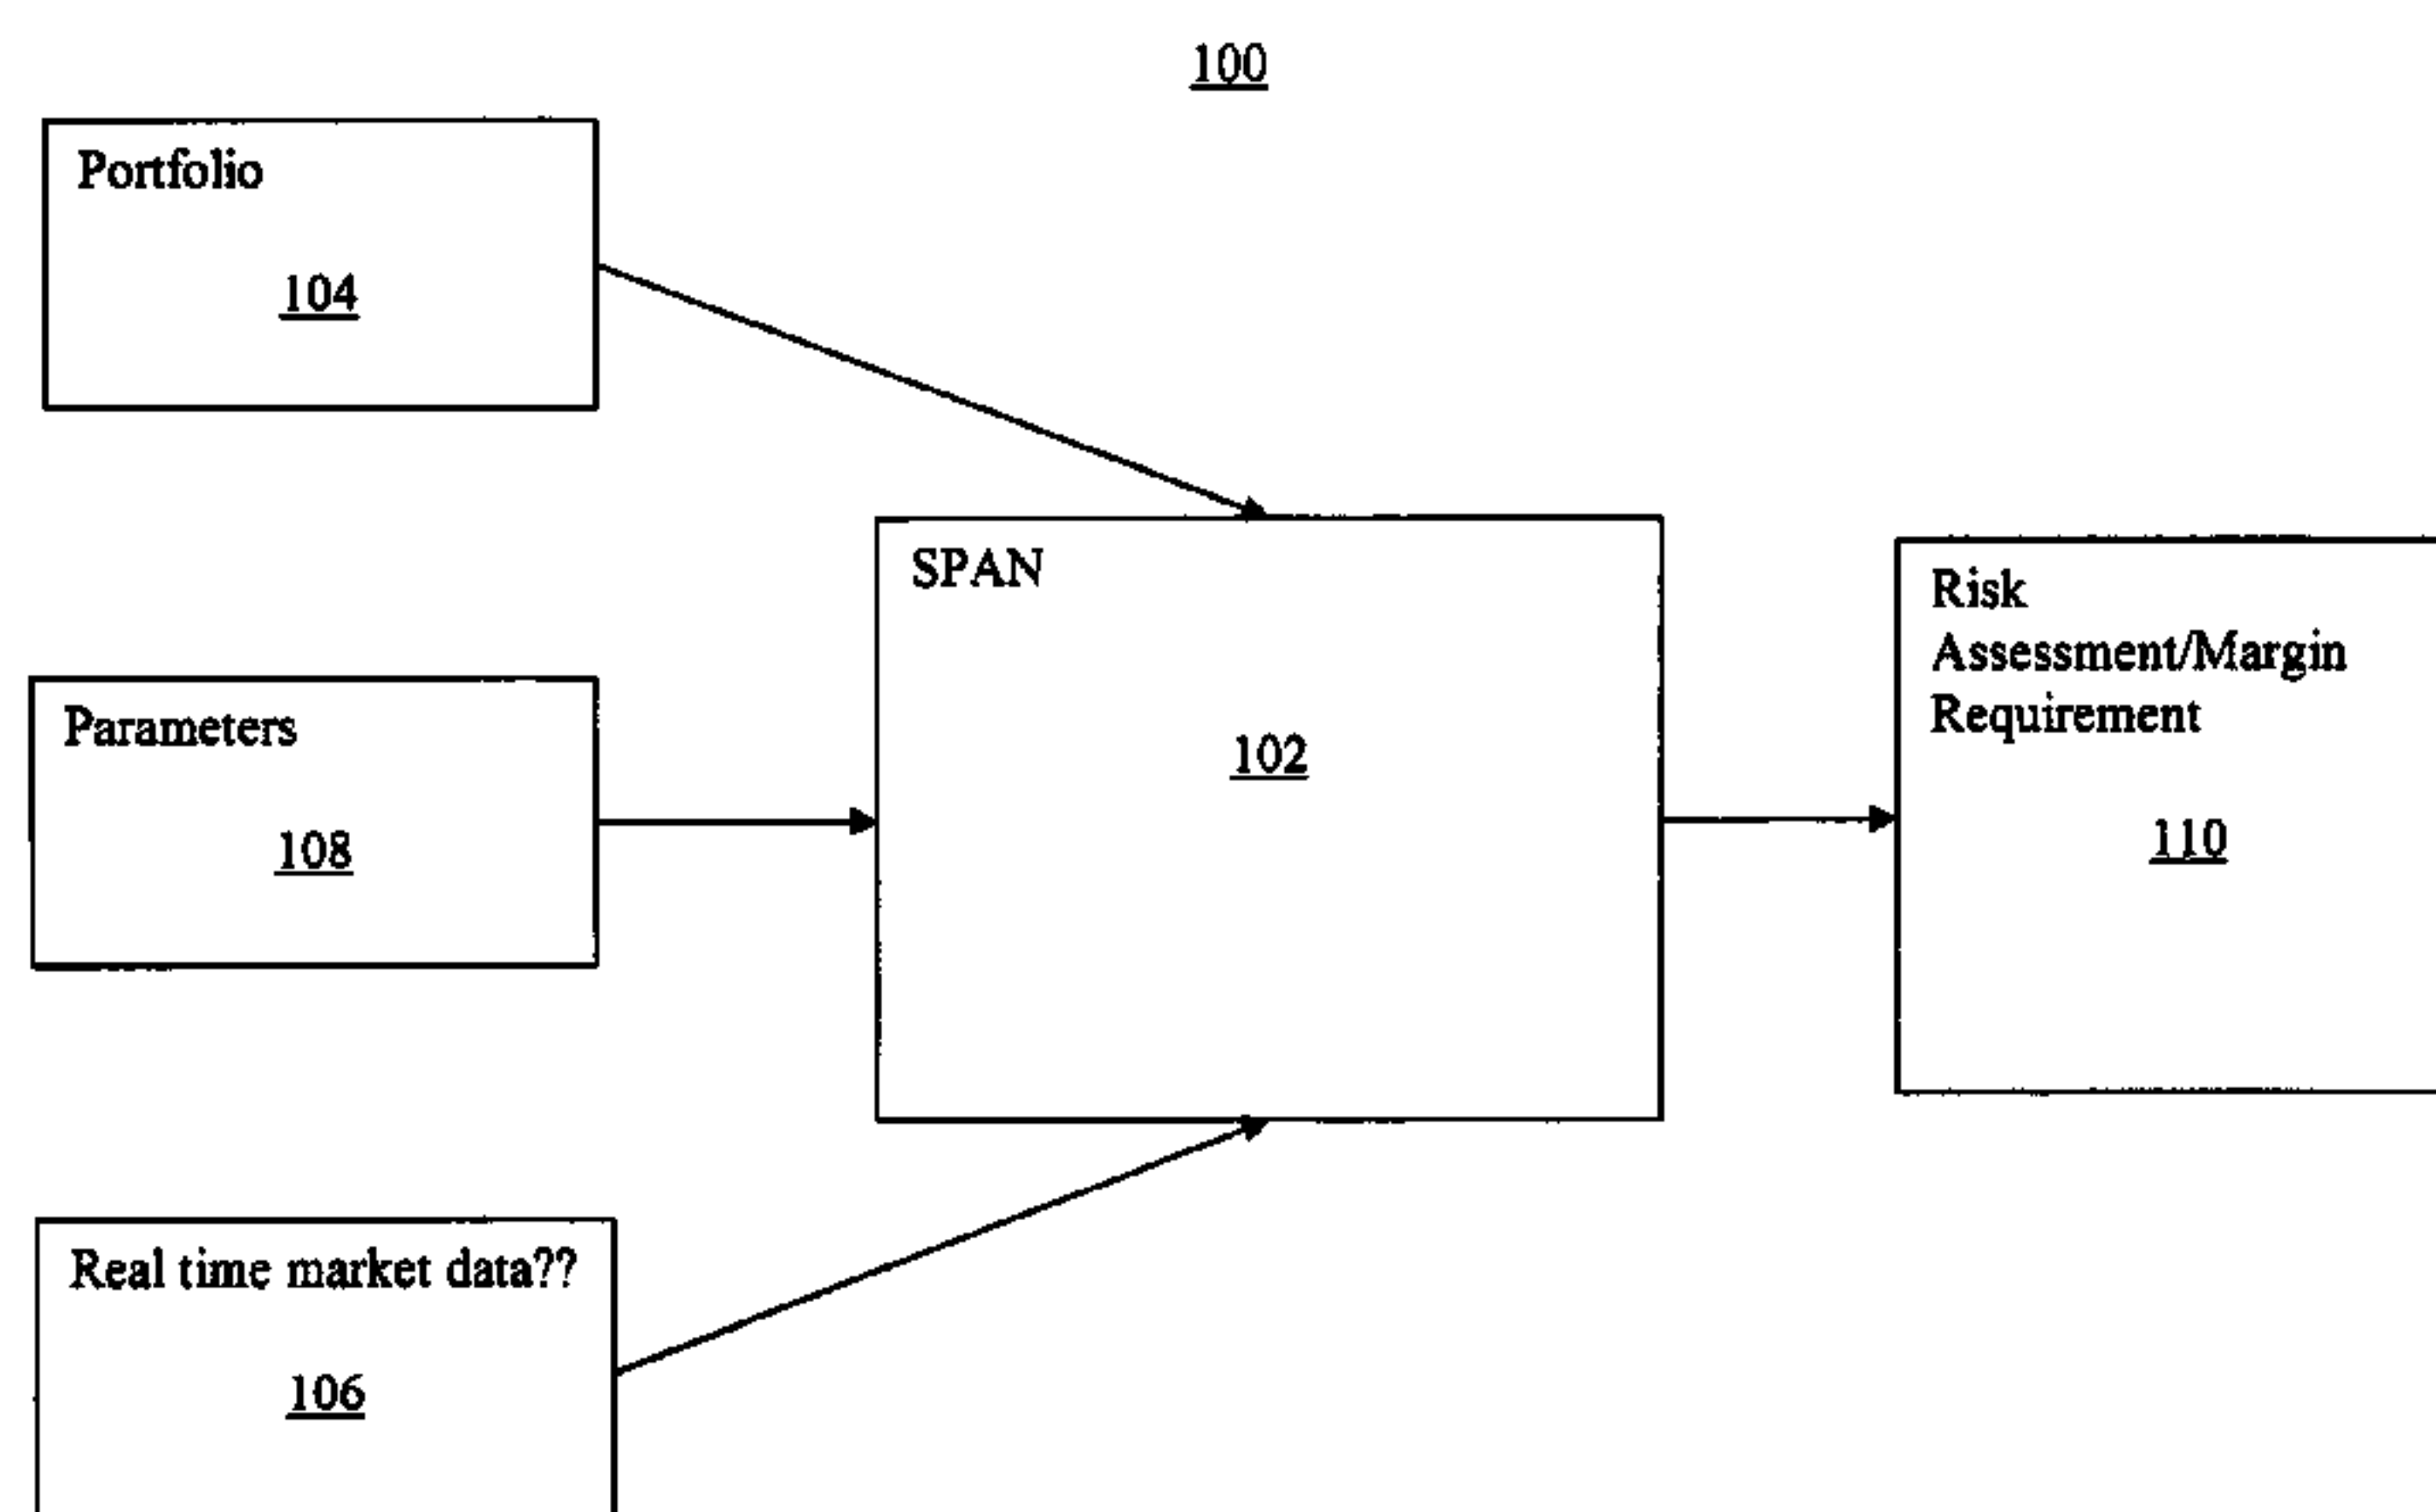 100
Portfolio
104
SPAN
102
Risk
Assessment/Margin
Requirement
110
Parameters
108
Real time market data??
106